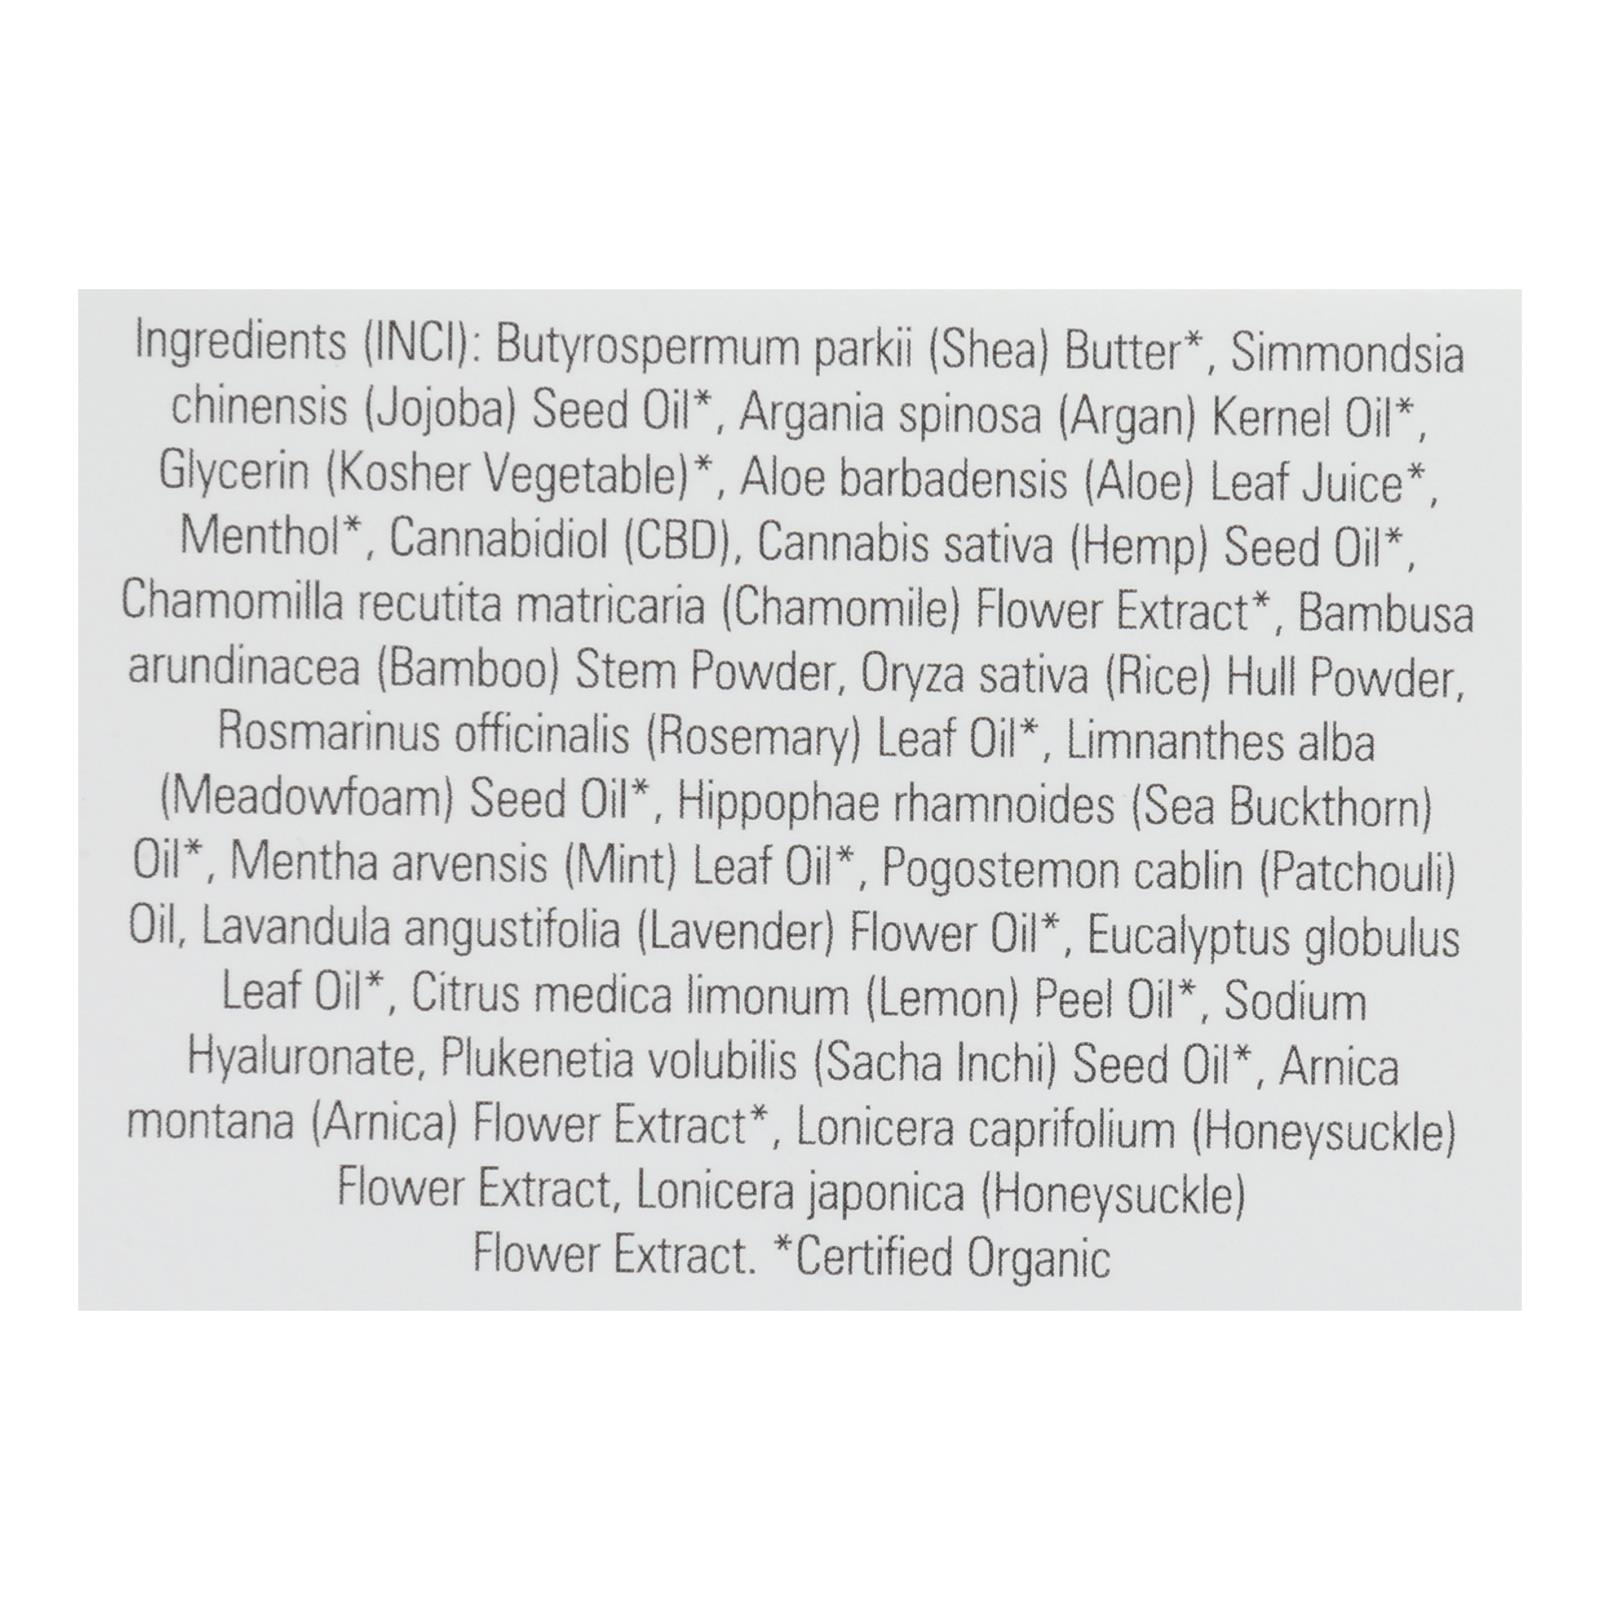 Ingredients (INCI): Butyrospermum parkii (Shea) Butter*, Simmondsia
chinensis (Jojoba) Seed Oil*, Argania spinosa (Argan) Kernel Oil*,
Glycerin (Kosher Vegetable)*, Aloe barbadensis (Aloe) Leaf Juice*,
Menthol*, Cannabidiol (CBD), Cannabis sativa (Hemp) Seed Oil*,
Chamomilla recutita matricaria (Chamomile) Flower Extract*, Bambusa
arundinacea (Bamboo) Stem Powder, Oryza sativa (Rice) Hull Powder,
Rosmarinus officinalis (Rosemary) Leaf Oil*, Limnanthes alba
(Meadowfoam) Seed Oil*, Hippophae rhamnoides (Sea Buckthorn)
Oil*, Mentha arvensis (Mint) Leaf Oil*, Pogostemon cablin (Patchouli)
Oil, Lavandula angustifolia (Lavender) Flower Oil*, Eucalyptus globulus
Leaf Oil*, Citrus medica limonum (Lemon) Peel Oil*, Sodium
Hyaluronate, Plukenetia volubilis (Sacha Inchi) Seed Oil*, Arnica
montana (Arnica) Flower Extract*, Lonicera caprifolium (Honeysuckle)
Flower Extract, Lonicera japonica (Honeysuckle)
Flower Extract. *Certified Organic